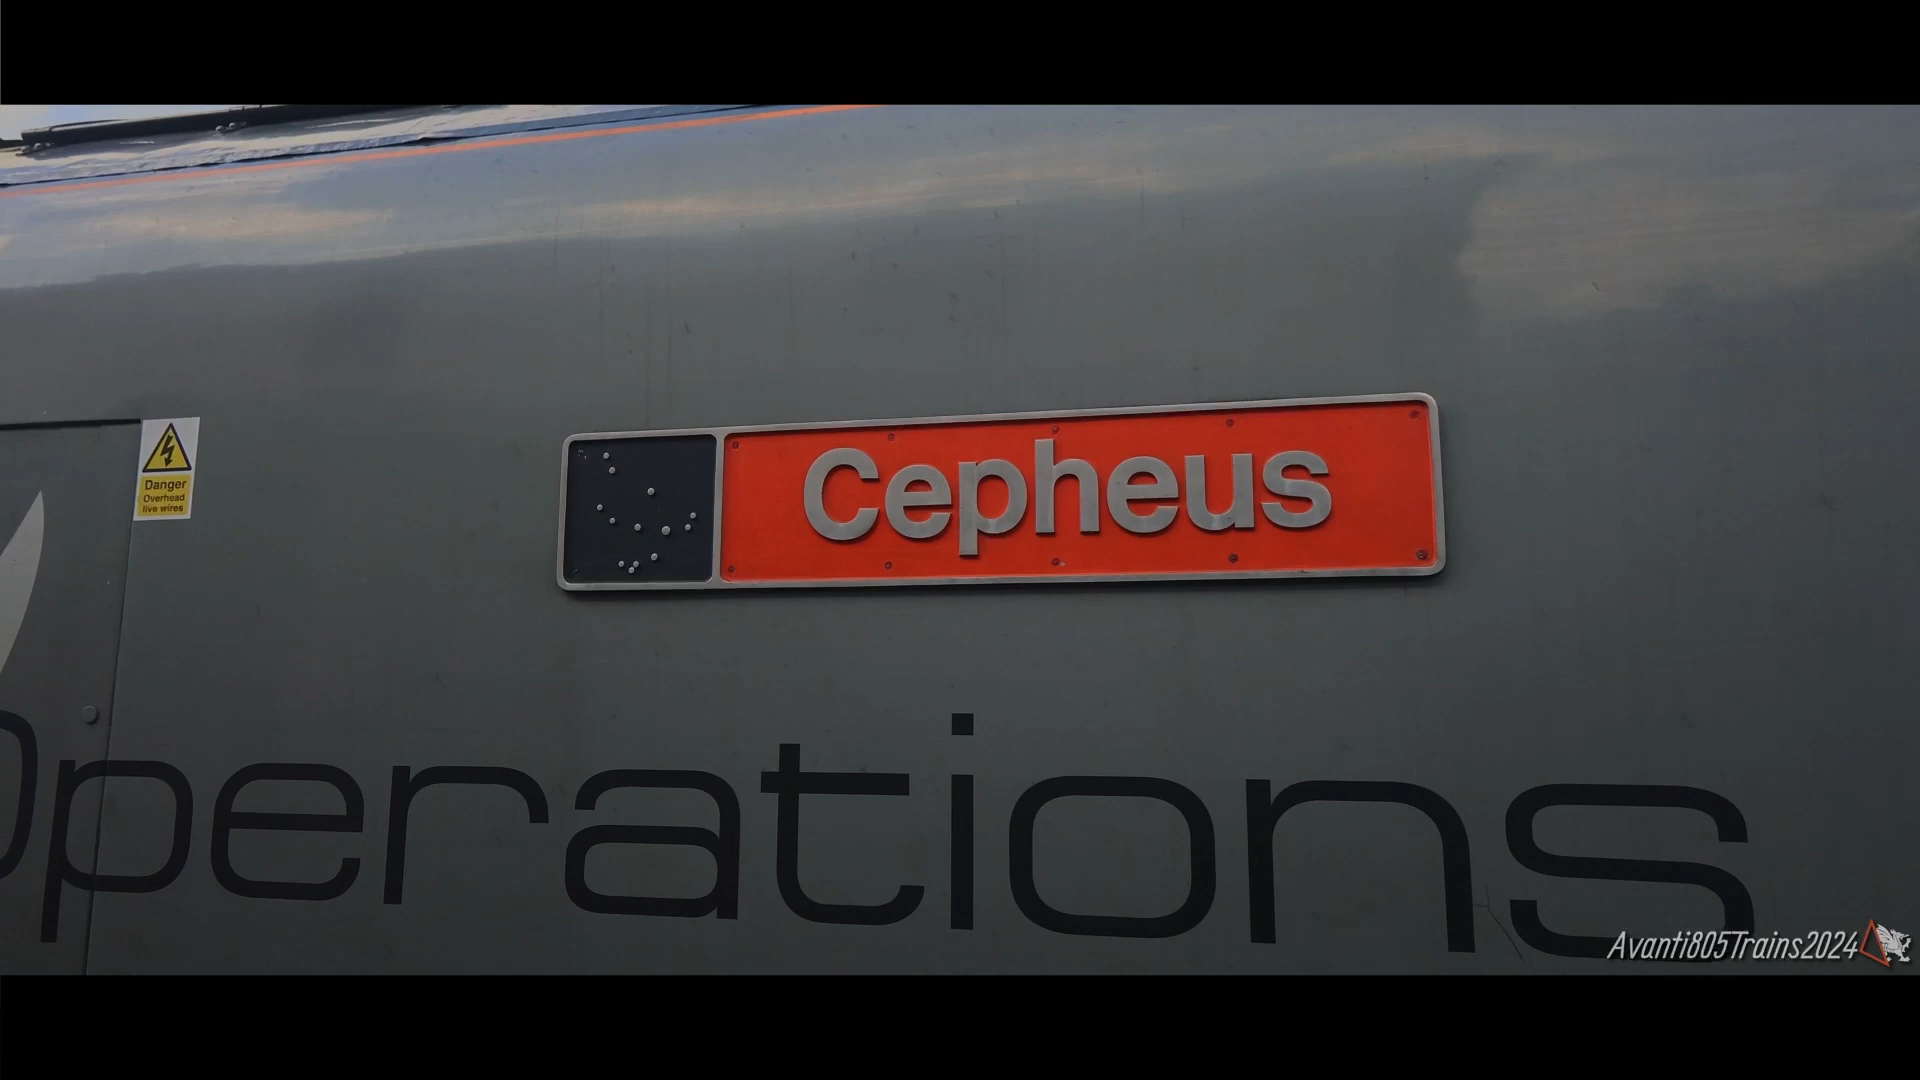 Danger
Overhead
live wires
Cepheus
Operations
Avanti805Trains2024